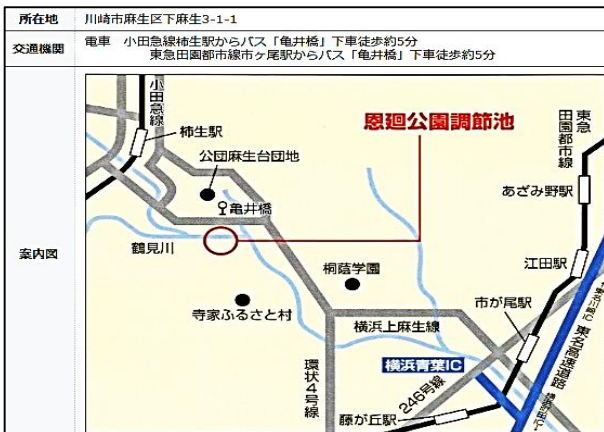 所在地
川崎市麻生区下麻生3-1-1
交通機関
電車 小田急線柿生駅からバス「亀井橋」下車徒歩約5分
東急田園都市線市ヶ尾駅からバス「亀井橋」下車徒歩約5分
案内図
小田急線
柿生駅
恩廻公園調節池
東急田園都市線
公団麻生台団地
あざみ野駅
亀井橋
鶴見川
江田駅
桐蔭学園
寺家ふるさと村
市が尾駅
横浜上麻生線
東名高速道路
環状4号線
横浜青葉IC
246号線
藤が丘駅